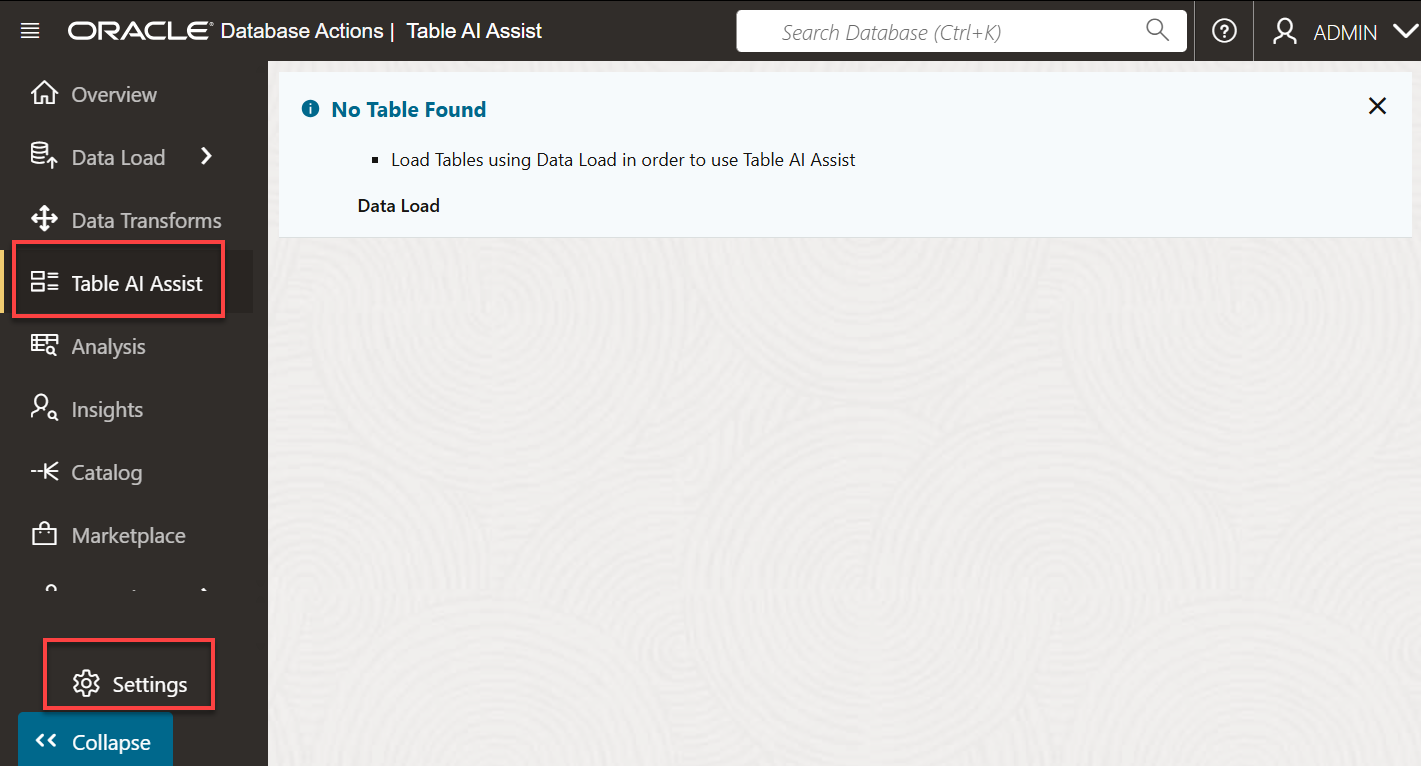 ORACLE Database Actions | Table AI Assist
Search Database (Ctrl+K)
ADMIN
Overview
Data Load
Data Transforms
Table AI Assist
Analysis
Insights
Catalog
Marketplace
Settings
Collapse
No Table Found
Load Tables using Data Load in order to use Table AI Assist
Data Load